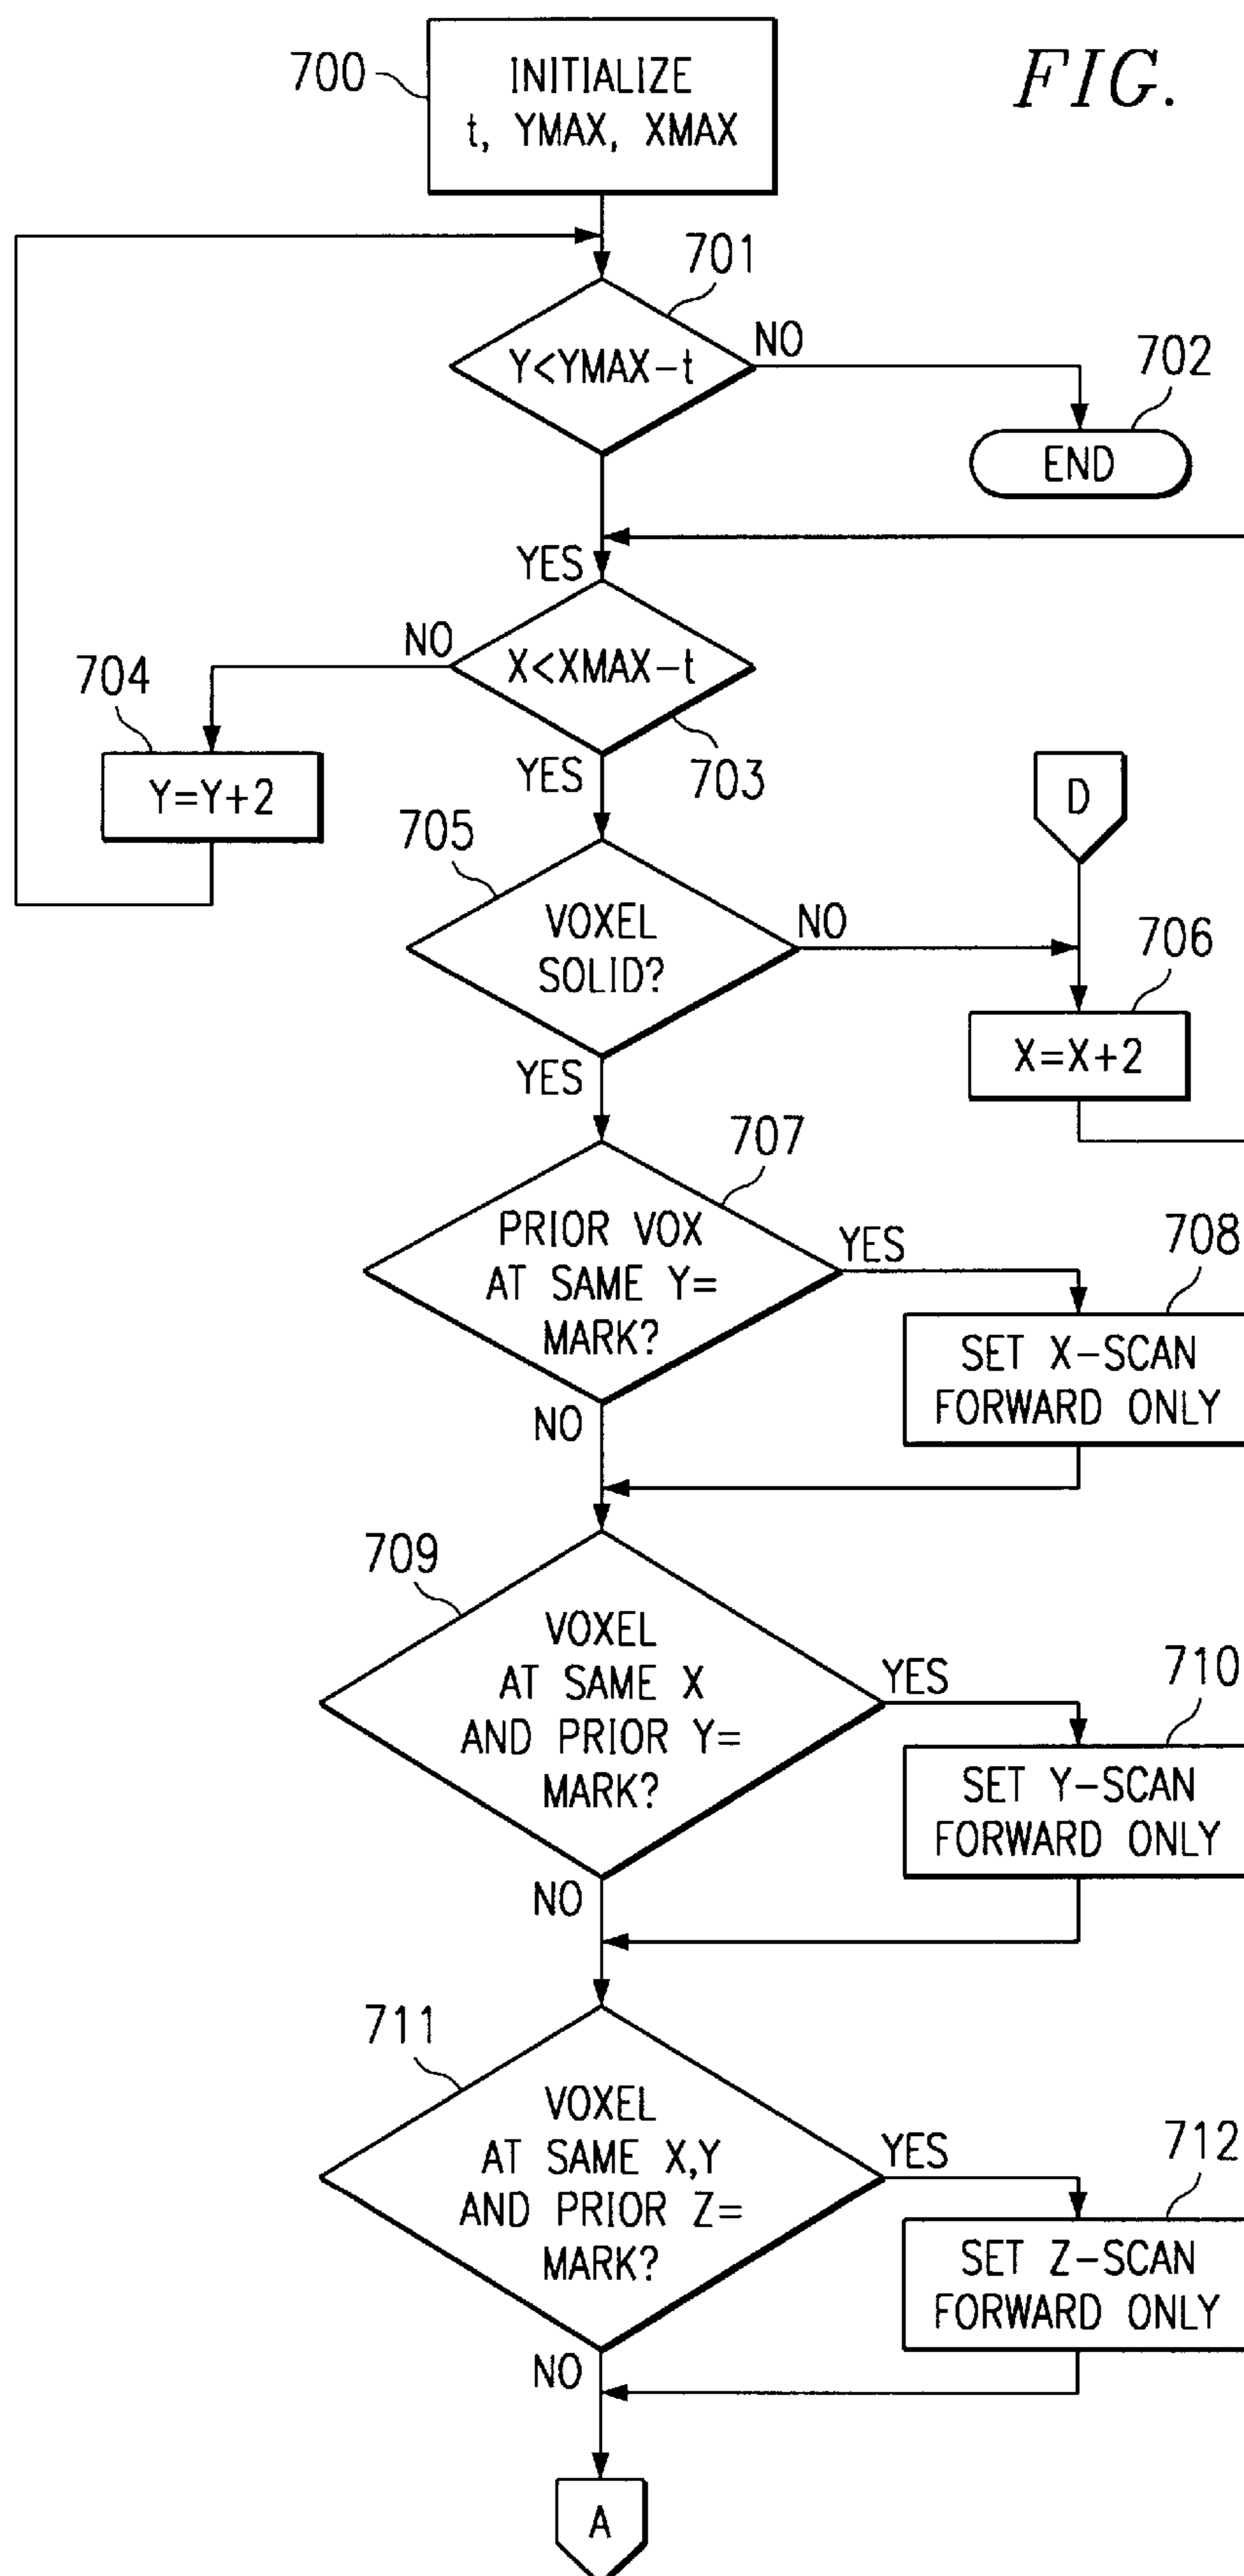 FIG.
700
INITIALIZE
t, YMAX, XMAX
701
Y<YMAX-t
NO
702
END
YES
NO
X<XMAX-t
703
704
Y=Y+2
YES
D
705
VOXEL
SOLID?
NO
706
X=X+2
YES
707
PRIOR VOX
AT SAME Y=
MARK?
YES
708
SET X-SCAN
FORWARD ONLY
NO
709
VOXEL
AT SAME X
AND PRIOR Y=
MARK?
YES
710
SET Y-SCAN
FORWARD ONLY
NO
711
VOXEL
AT SAME X,Y
AND PRIOR Z=
MARK?
YES
712
SET Z-SCAN
FORWARD ONLY
NO
A